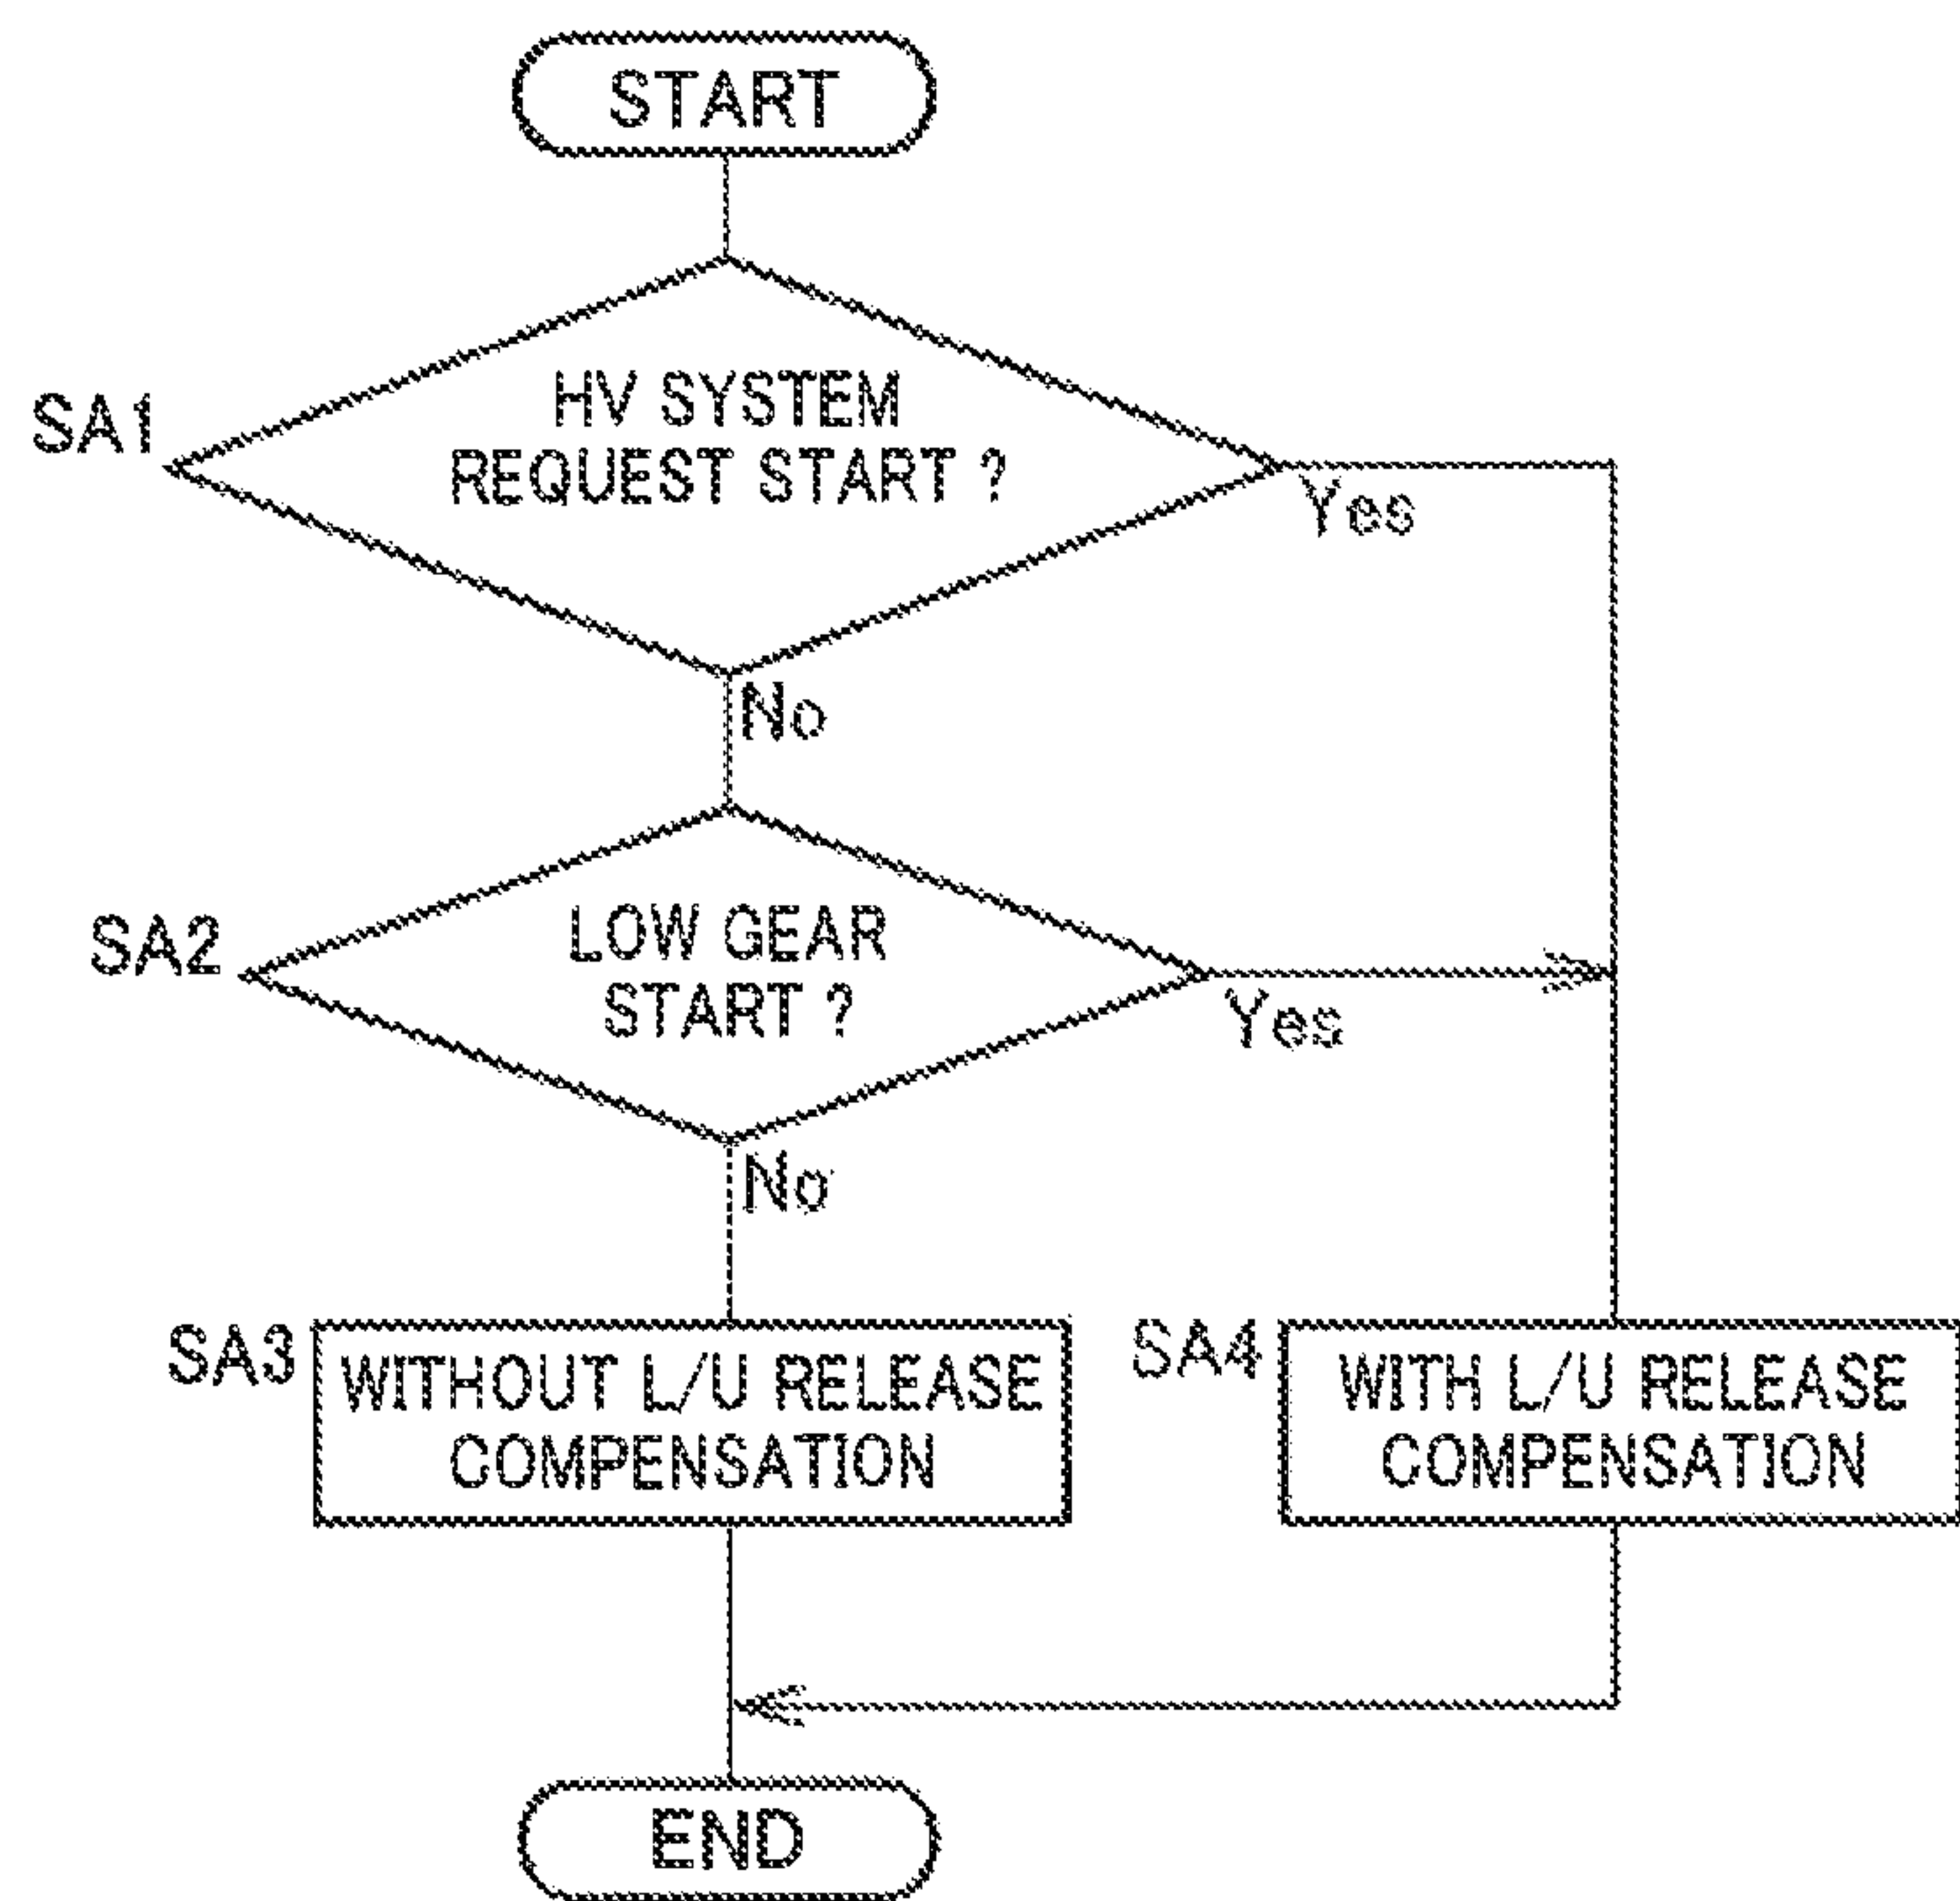 START
SA1
HV SYSTEM
REQUEST START ?
Yes
No
SA2
LOW GEAR
START ?
Yes
No
SA3
WITHOUT L/U RELEASE
COMPENSATION
SA4
WITH L/U RELEASE
COMPENSATION
END